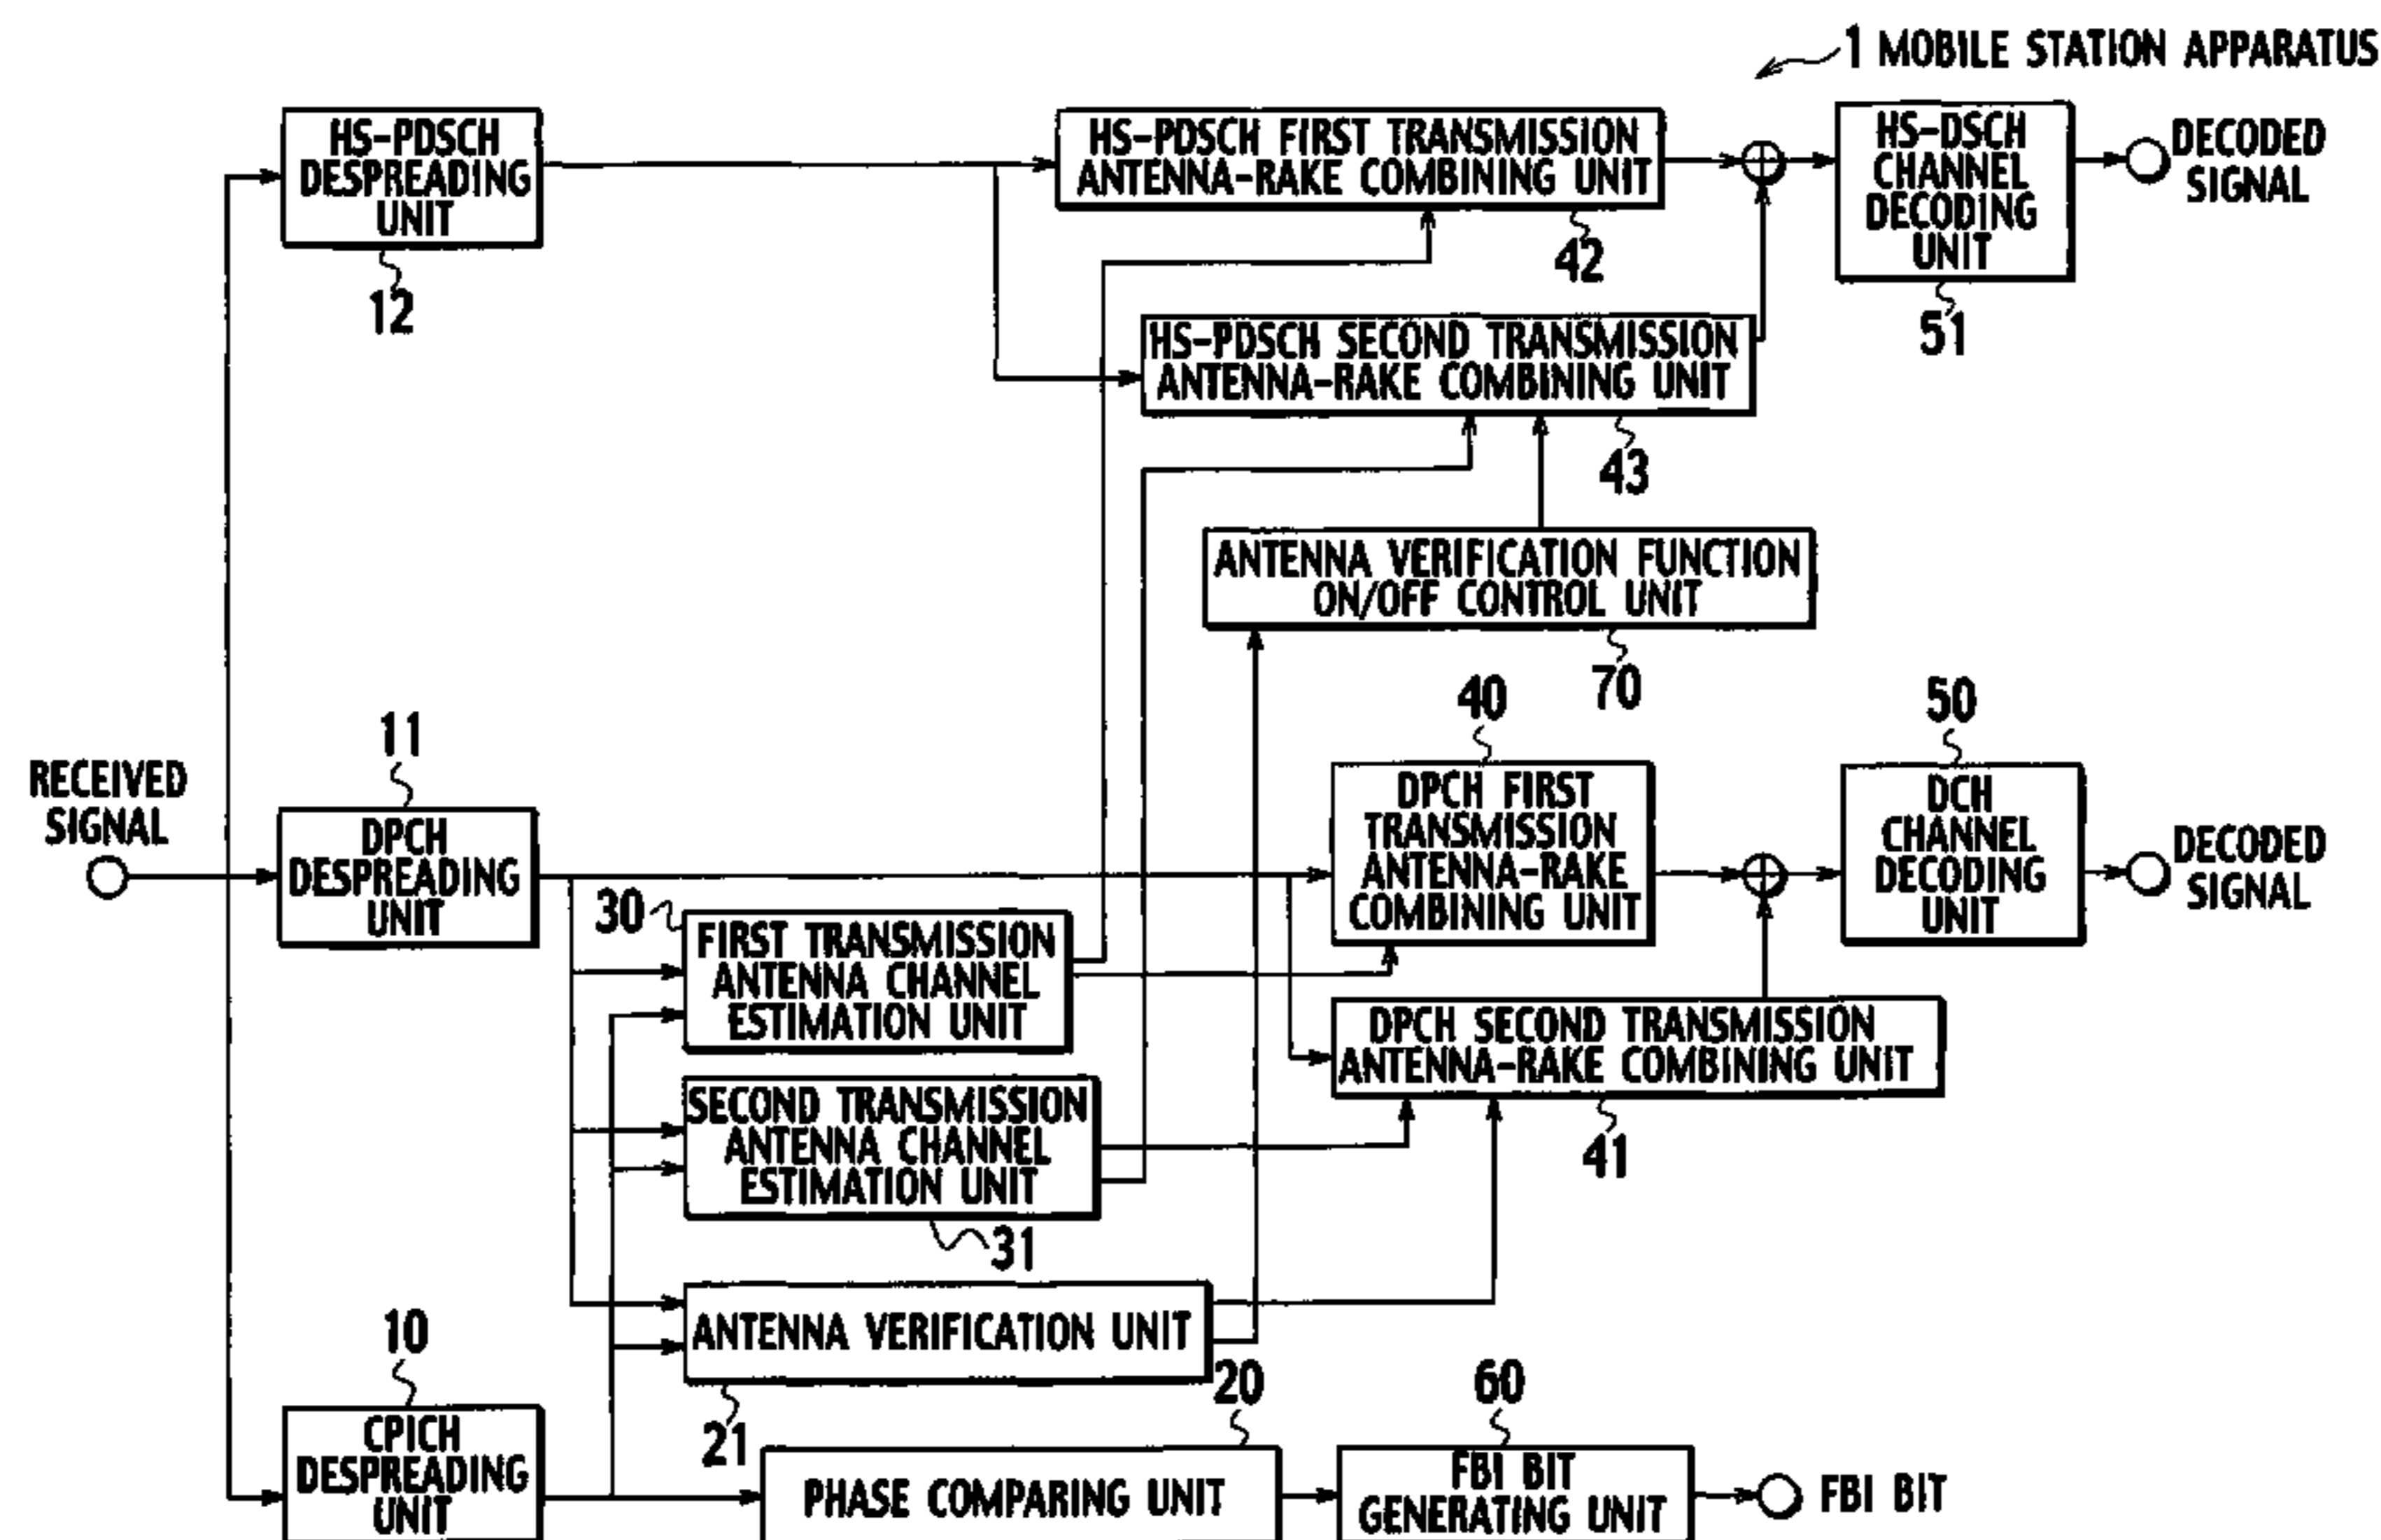 1 MOBILE STATION APPARATUS
HS-PDSCH
DESPREADING
UNIT
12
HS-PDSCH FIRST TRANSMISSION
ANTENNA-RAKE COMBINING UNIT
42
HS-DSCH
CHANNEL
DECODING
UNIT
51
DECODED
SIGNAL
HS-PDSCH SECOND TRANSMISSION
ANTENNA-RAKE COMBINING UNIT
43
ANTENNA VERIFICATION FUNCTION
ON/OFF CONTROL UNIT
70
RECEIVED
SIGNAL
11
DPCH
DESPREADING
UNIT
40
DPCH FIRST
TRANSMISSION
ANTENNA-RAKE
COMBINING UNIT
50
DCH
CHANNEL
DECODING
UNIT
DECODED
SIGNAL
30
FIRST TRANSMISSION
ANTENNA CHANNEL
ESTIMATION UNIT
DPCH SECOND TRANSMISSION
ANTENNA-RAKE COMBINING UNIT
41
SECOND TRANSMISSION
ANTENNA CHANNEL
ESTIMATION UNIT
31
ANTENNA VERIFICATION UNIT
21
10
CPICH
DESPREADING
UNIT
20
PHASE COMPARING UNIT
60
FBI BIT
GENERATING UNIT
FBI BIT